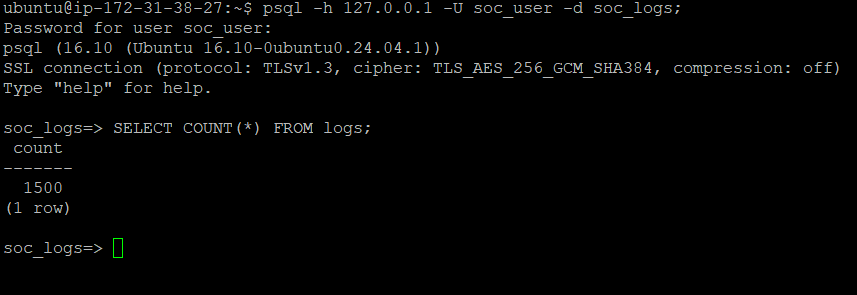 ubuntu@ip-172-31-38-27:~$ psql -h 127.0.0.1 -U soc_user -d soc_logs;
Password for user soc_user:
psql (16.10 (Ubuntu 16.10-0ubuntu0.24.04.1))
SSL connection (protocol: TLSv1.3, cipher: TLS_AES_256_GCM_SHA384, compression: off)
Type "help" for help.

soc_logs=> SELECT COUNT(*) FROM logs;
 count
-------
  1500
(1 row)

soc_logs=>